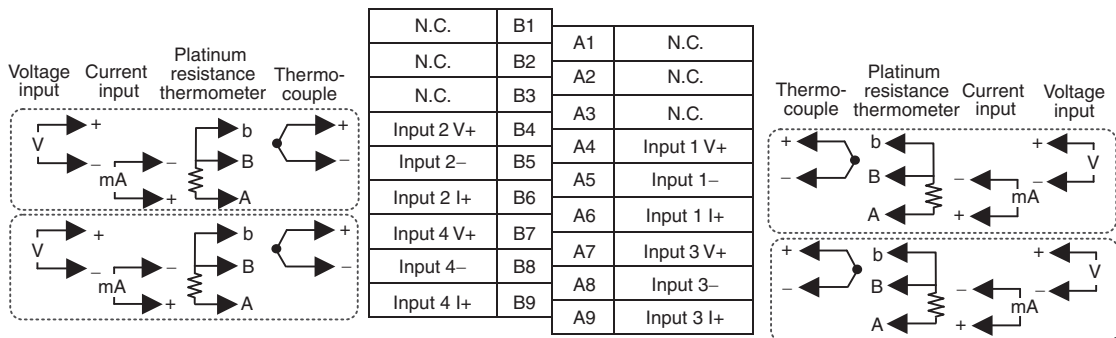 Voltage input
Current input
Platinum resistance thermometer
Thermo-couple
V
+
−
mA
−
+
b
B
A
+
−
V
+
−
mA
−
+
b
B
A
+
−
N.C. B1
N.C. B2
N.C. B3
Input 2 V+ B4
Input 2− B5
Input 2 I+ B6
Input 4 V+ B7
Input 4− B8
Input 4 I+ B9
A1 N.C.
A2 N.C.
A3 N.C.
A4 Input 1 V+
A5 Input 1−
A6 Input 1 I+
A7 Input 3 V+
A8 Input 3−
A9 Input 3 I+
Thermo-couple
Platinum resistance thermometer
Current input
Voltage input
+
−
b
B
A
−
+
mA
+
−
V
+
−
b
B
A
−
+
mA
+
−
V